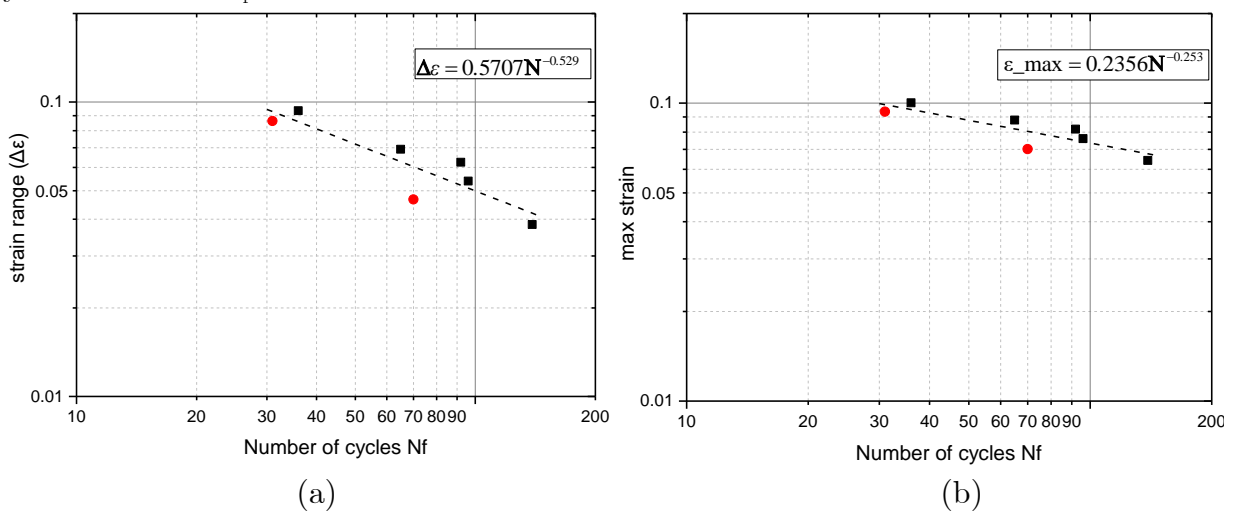 0.1
0.05
0.01
strain range (Δε)
Δε = 0.5707N^−0.529
10 20 30 40 50 60 70 80 90 200
Number of cycles Nf
(a)
0.1
0.05
0.01
max strain
ε_max = 0.2356N^−0.253
10 20 30 40 50 60 70 80 90 200
Number of cycles Nf
(b)